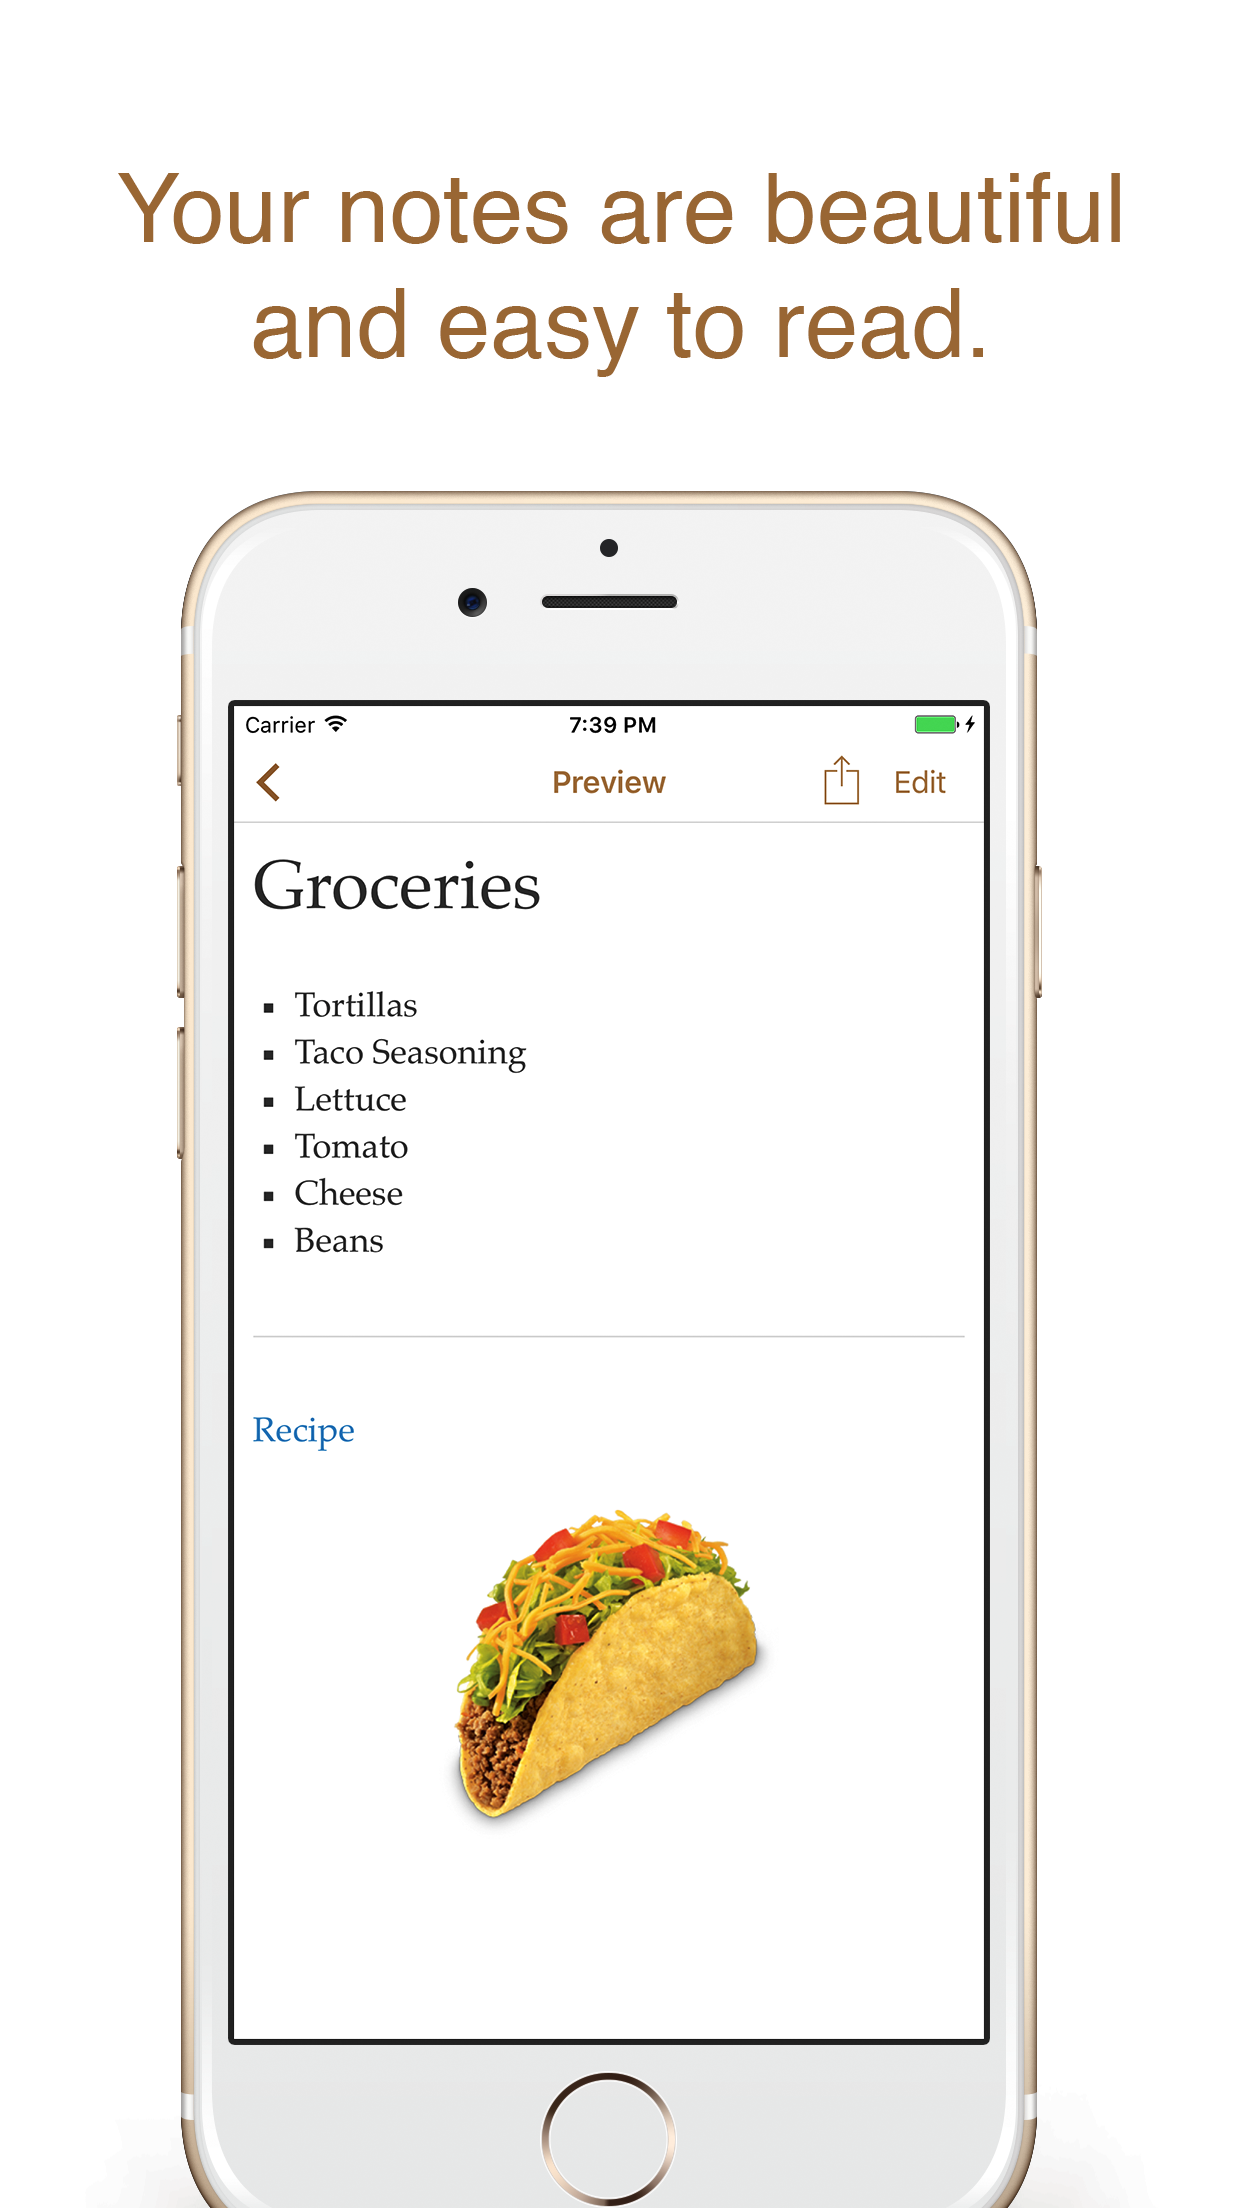 Your notes are beautiful
and easy to read.
Carrier 7:39 PM
Preview Edit
Groceries
Tortillas
Taco Seasoning
Lettuce
Tomato
Cheese
Beans
Recipe